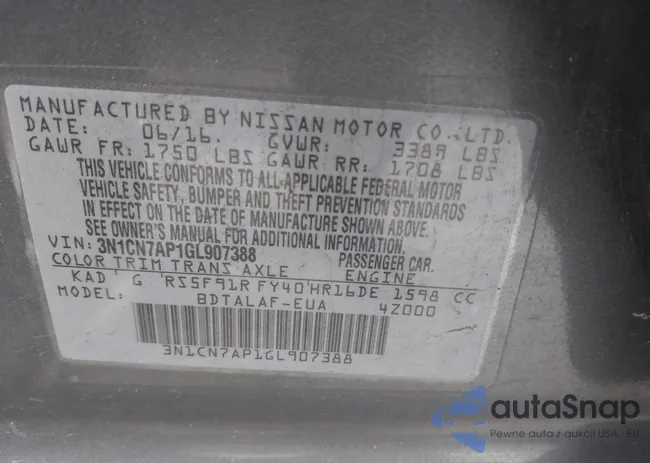 MANUFACTURED BY NISSAN MOTOR CO., LTD.
DATE: 06/16. GVWR: 3389 LBS
GAWR FR: 1750 LBS GAWR RR: 1708 LBS
THIS VEHICLE CONFORMS TO ALL APPLICABLE FEDERAL MOTOR
VEHICLE SAFETY, BUMPER AND THEFT PREVENTION STANDARDS
IN EFFECT ON THE DATE OF MANUFACTURE SHOWN ABOVE.
SEE OWNER'S MANUAL FOR ADDITIONAL INFORMATION.
VIN: 3N1CN7AP1GL907388 PASSENGER CAR.
COLOR TRIM TRANS AXLE ENGINE
KAD G RS5F91R FY40 HR16DE 1598 CC
MODEL: BDTALAF-EUA 4Z000
3N1CN7AP1GL907388
autoSnap
Pewne auta z aukcji USA - EU